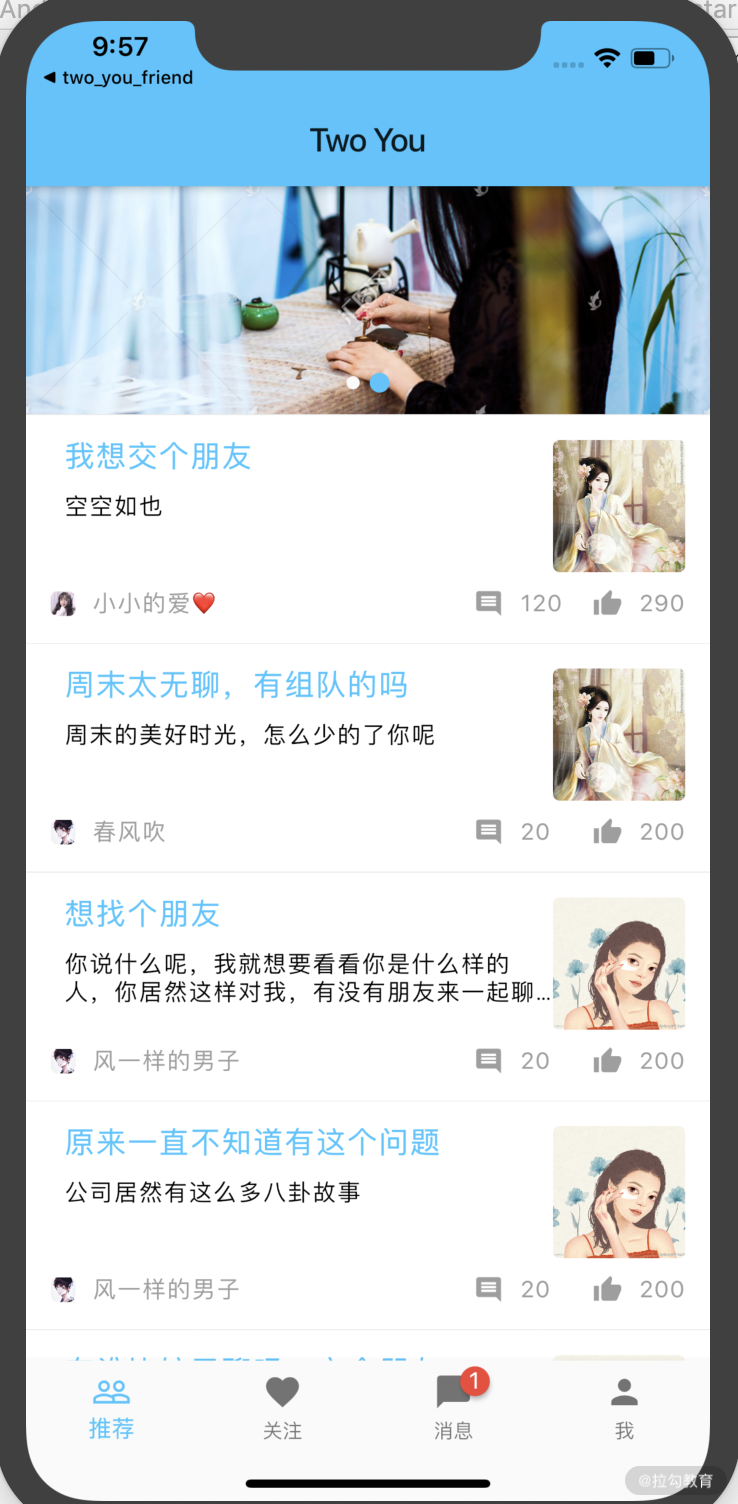 9:57
◀ two_you_friend
Two You
我想交个朋友
空空如也
小小的爱❤️
120
290
周末太无聊，有组队的吗
周末的美好时光，怎么少的了你呢
春风吹
20
200
想找个朋友
你说什么呢，我就想要看看你是什么样的
人，你居然这样对我，有没有朋友来一起聊...
风一样的男子
20
200
原来一直不知道有这个问题
公司居然有这么多八卦故事
风一样的男子
20
200
1
推荐
关注
消息
我
@拉勾教育